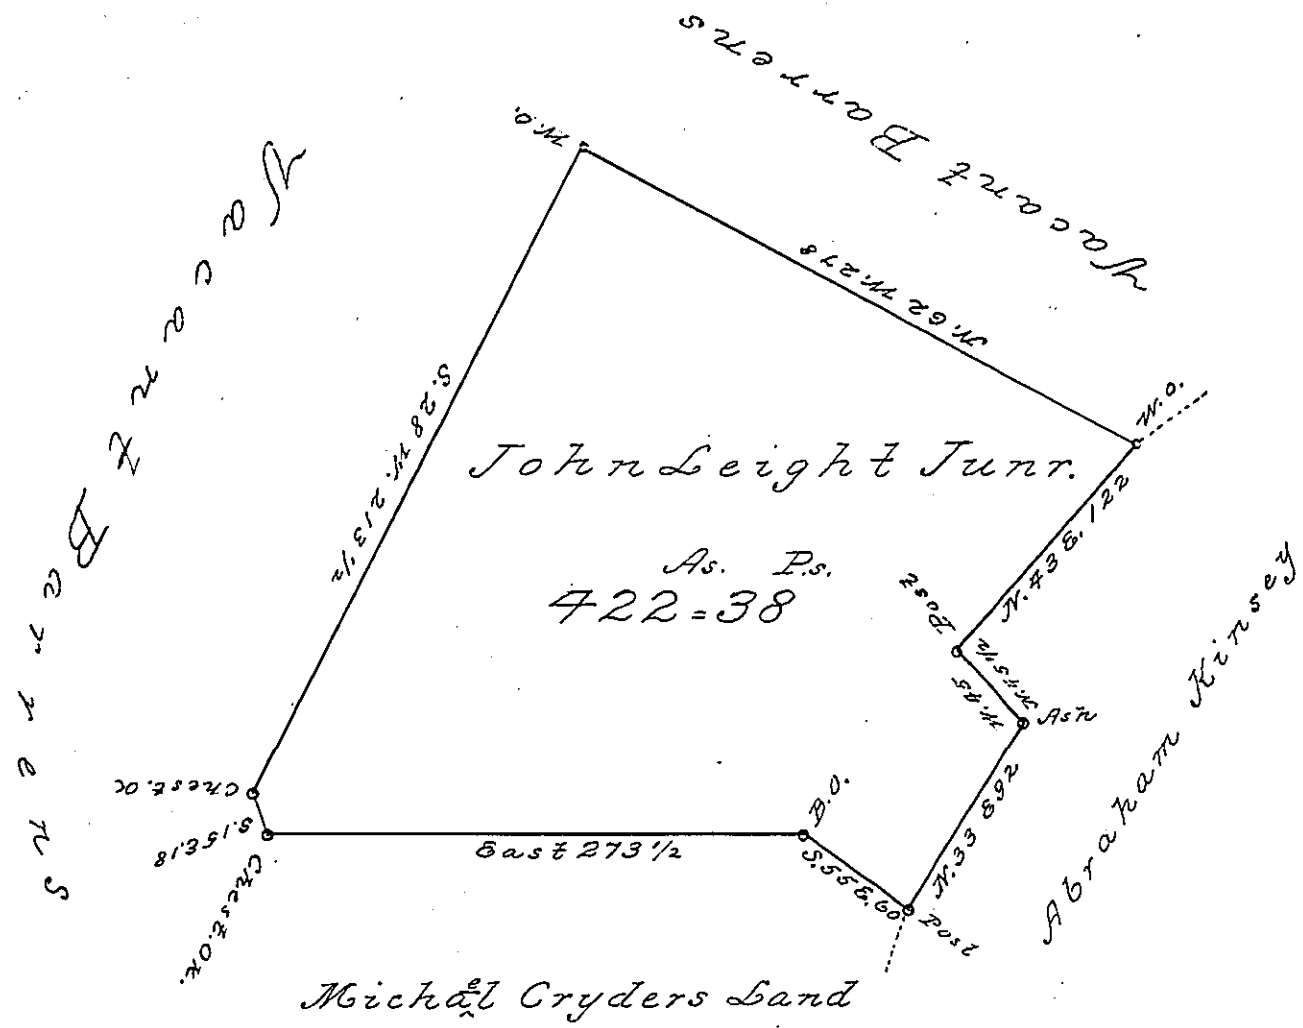 Vacant Barrens
Vacant Barrens
W.O.
N. 62 W. 278
W.O.
S. 28 W. 213 1/2
John Leight Junr.
N. 43 E. 122
As. Ps.
422 = 38
Post
N. 45 1/2
W. 45
Ash
Abraham Kinsey
Chest. Oc
S. 15 E. 18
Chest. Ok.
East 273 1/2
B.O.
S. 55 E. 60
N. 33 E 92
Post
Michael Cryders Land